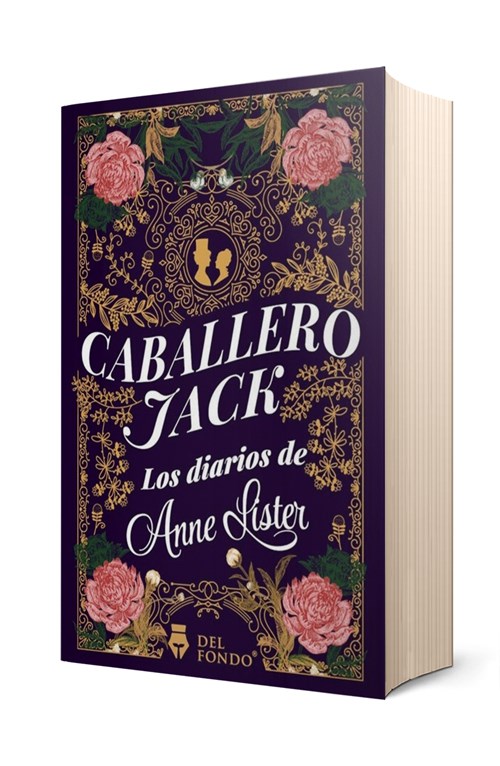 CABALLERO
JACK
Los diarios de
Anne Lister
DEL
FONDO®